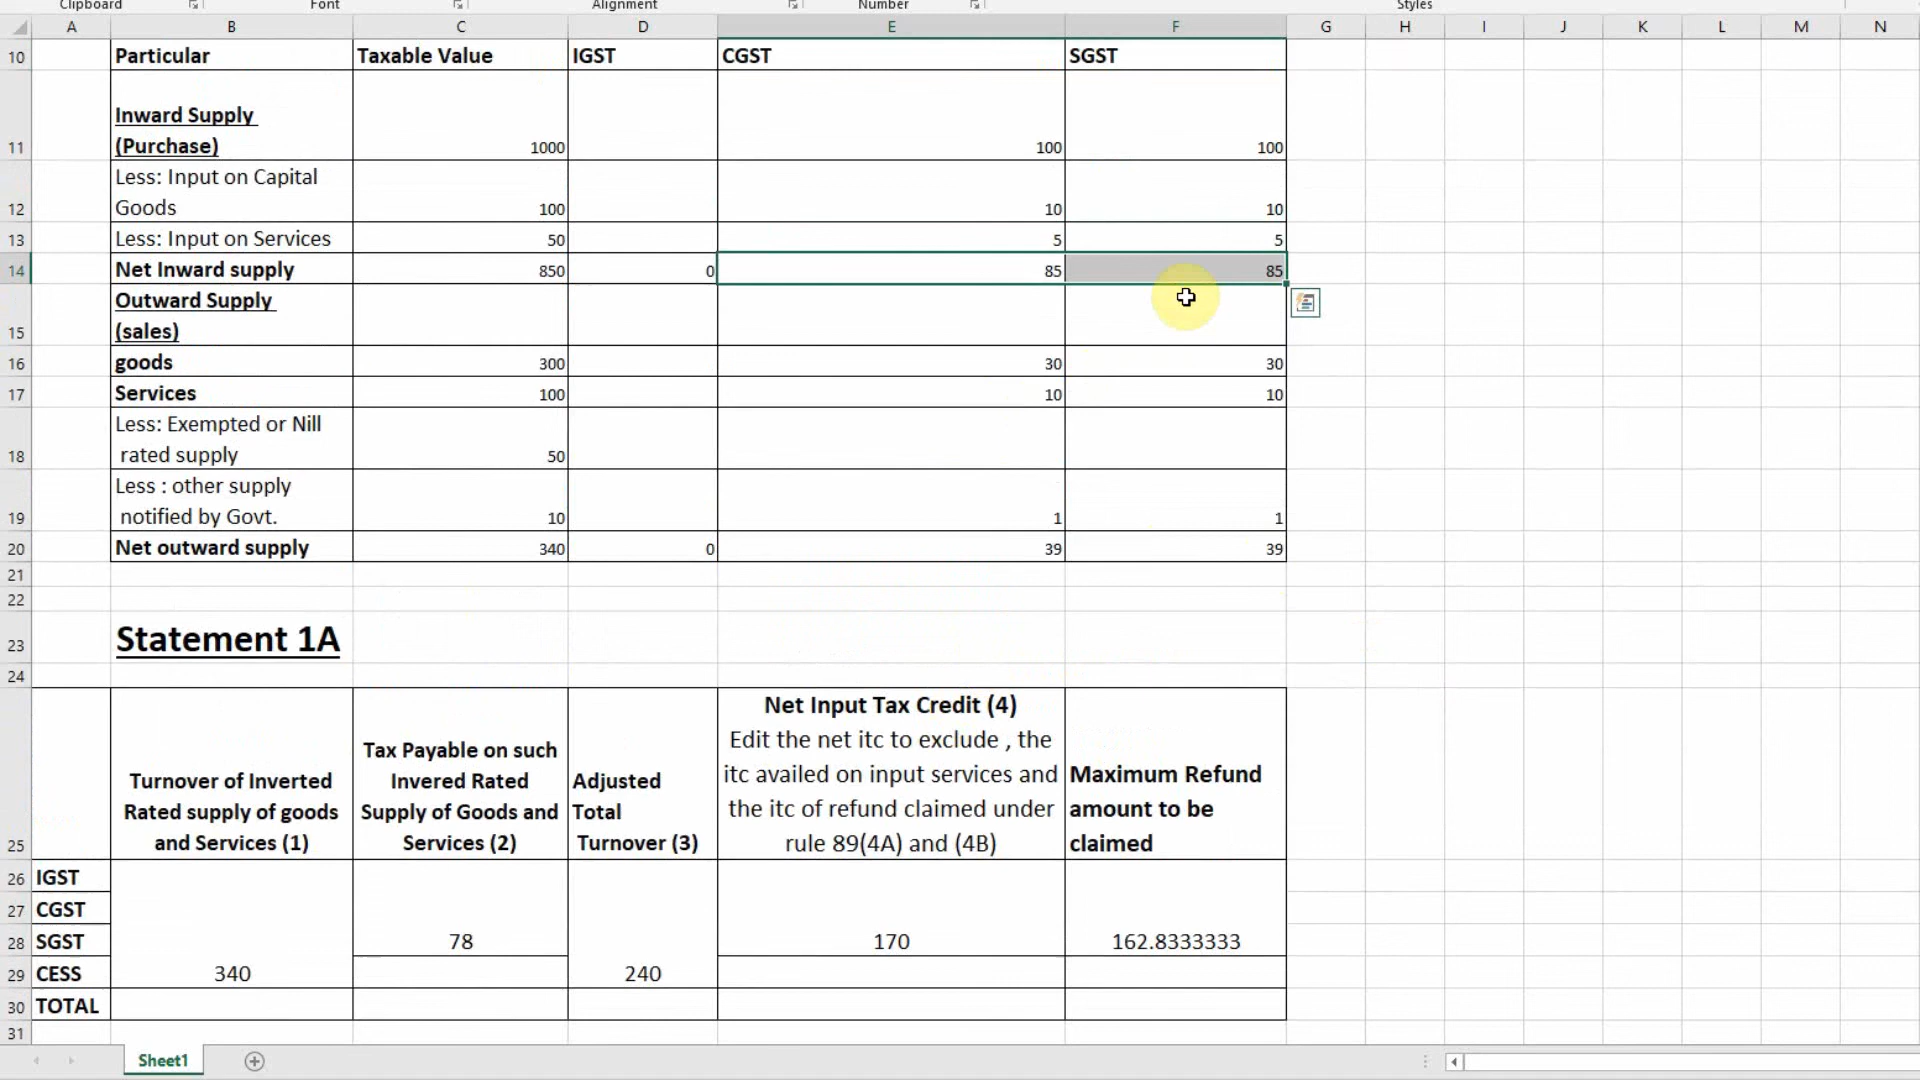 Clipboard Font Alignment Number Styles
A B C D E F G H I J K L M N
10 Particular Taxable Value IGST CGST SGST
Inward Supply
11 (Purchase) 1000 100 100
Less: Input on Capital
12 Goods 100 10 10
13 Less: Input on Services 50 5 5
14 Net Inward supply 850 0 85 85
Outward Supply
15 (sales)
16 goods 300 30 30
17 Services 100 10 10
Less: Exempted or Nill
18 rated supply 50
Less : other supply
19 notified by Govt. 10 1 1
20 Net outward supply 340 0 39 39
21
22
23 Statement 1A
24
Net Input Tax Credit (4)
Edit the net itc to exclude , the
itc availed on input services and
the itc of refund claimed under
rule 89(4A) and (4B)
Tax Payable on such
Invered Rated
Supply of Goods and
Services (2)
Turnover of Inverted
Rated supply of goods
and Services (1)
Adjusted
Total
Turnover (3)
Maximum Refund
amount to be
claimed
25
26 IGST
27 CGST
28 SGST 78 170 162.8333333
29 CESS 340 240
30 TOTAL
31
Sheet1